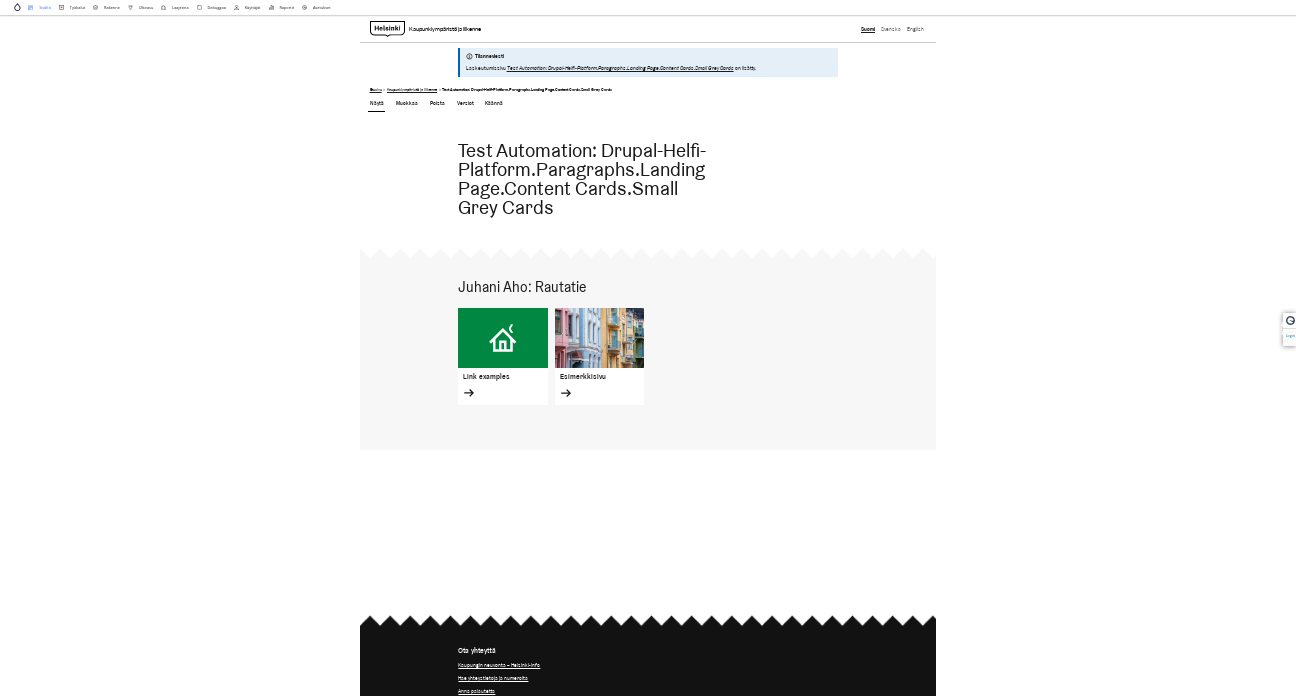 Sisältö Työkalut Rakenne Ulkoasu Laajenna Käyttäjät Raportit
Helsinki Kaupunkiympäristö ja liikenne Suomi Svenska English
Tilanneviesti
Laskeutumissivu Test Automation: Drupal-Helfi-Platform.Paragraphs.Landing Page.Content Cards.Small Grey Cards on lisätty.
Etusivu > Kaupunkiympäristö ja liikenne > Test Automation: Drupal-Helfi-Platform.Paragraphs.Landing Page.Content Cards.Small Grey Cards
Näytä Muokkaa Poista Versiot Käännä
Test Automation: Drupal-Helfi-
Platform.Paragraphs.Landing
Page.Content Cards.Small
Grey Cards
Juhani Aho: Rautatie
Link examples Esimerkkisivu
Login
Ota yhteyttä
Kaupungin neuvonta – Helsinki-info
Hae yhteystietoja ja numeroita
Anna palautetta